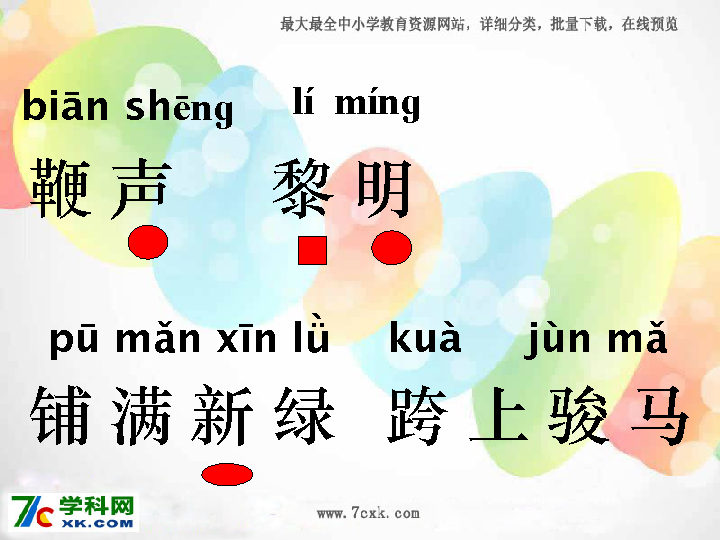 最大最全中小学教育资源网站，详细分类，批量下载，在线预览
biān shēng lí míng
鞭声 黎明
pū mǎn xīn lǜ kuà jùn mǎ
铺满新绿 跨上骏马
7c 学科网
XK.COM
www.7cxk.com